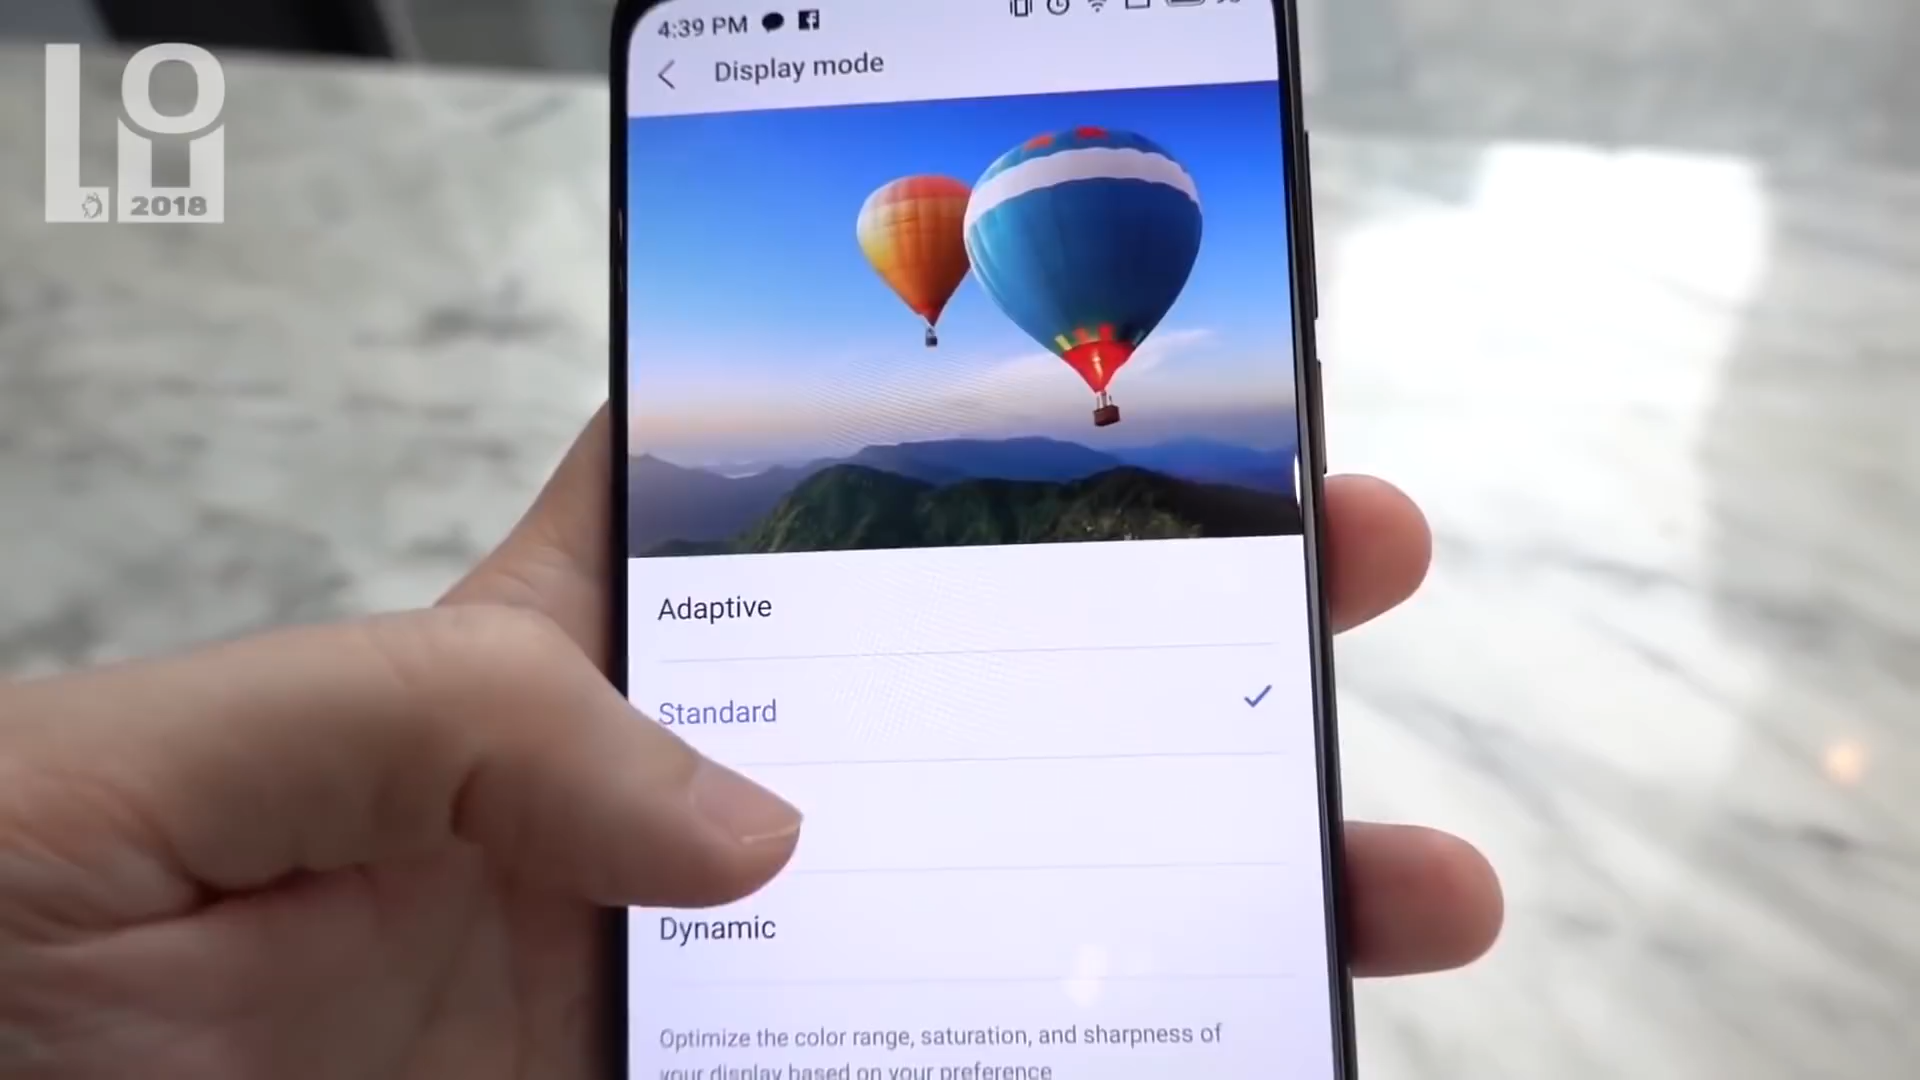 LOH
2018
4:39 PM
Display mode
Adaptive
Standard
Dynamic
Optimize the color range, saturation, and sharpness of
your display based on your preference